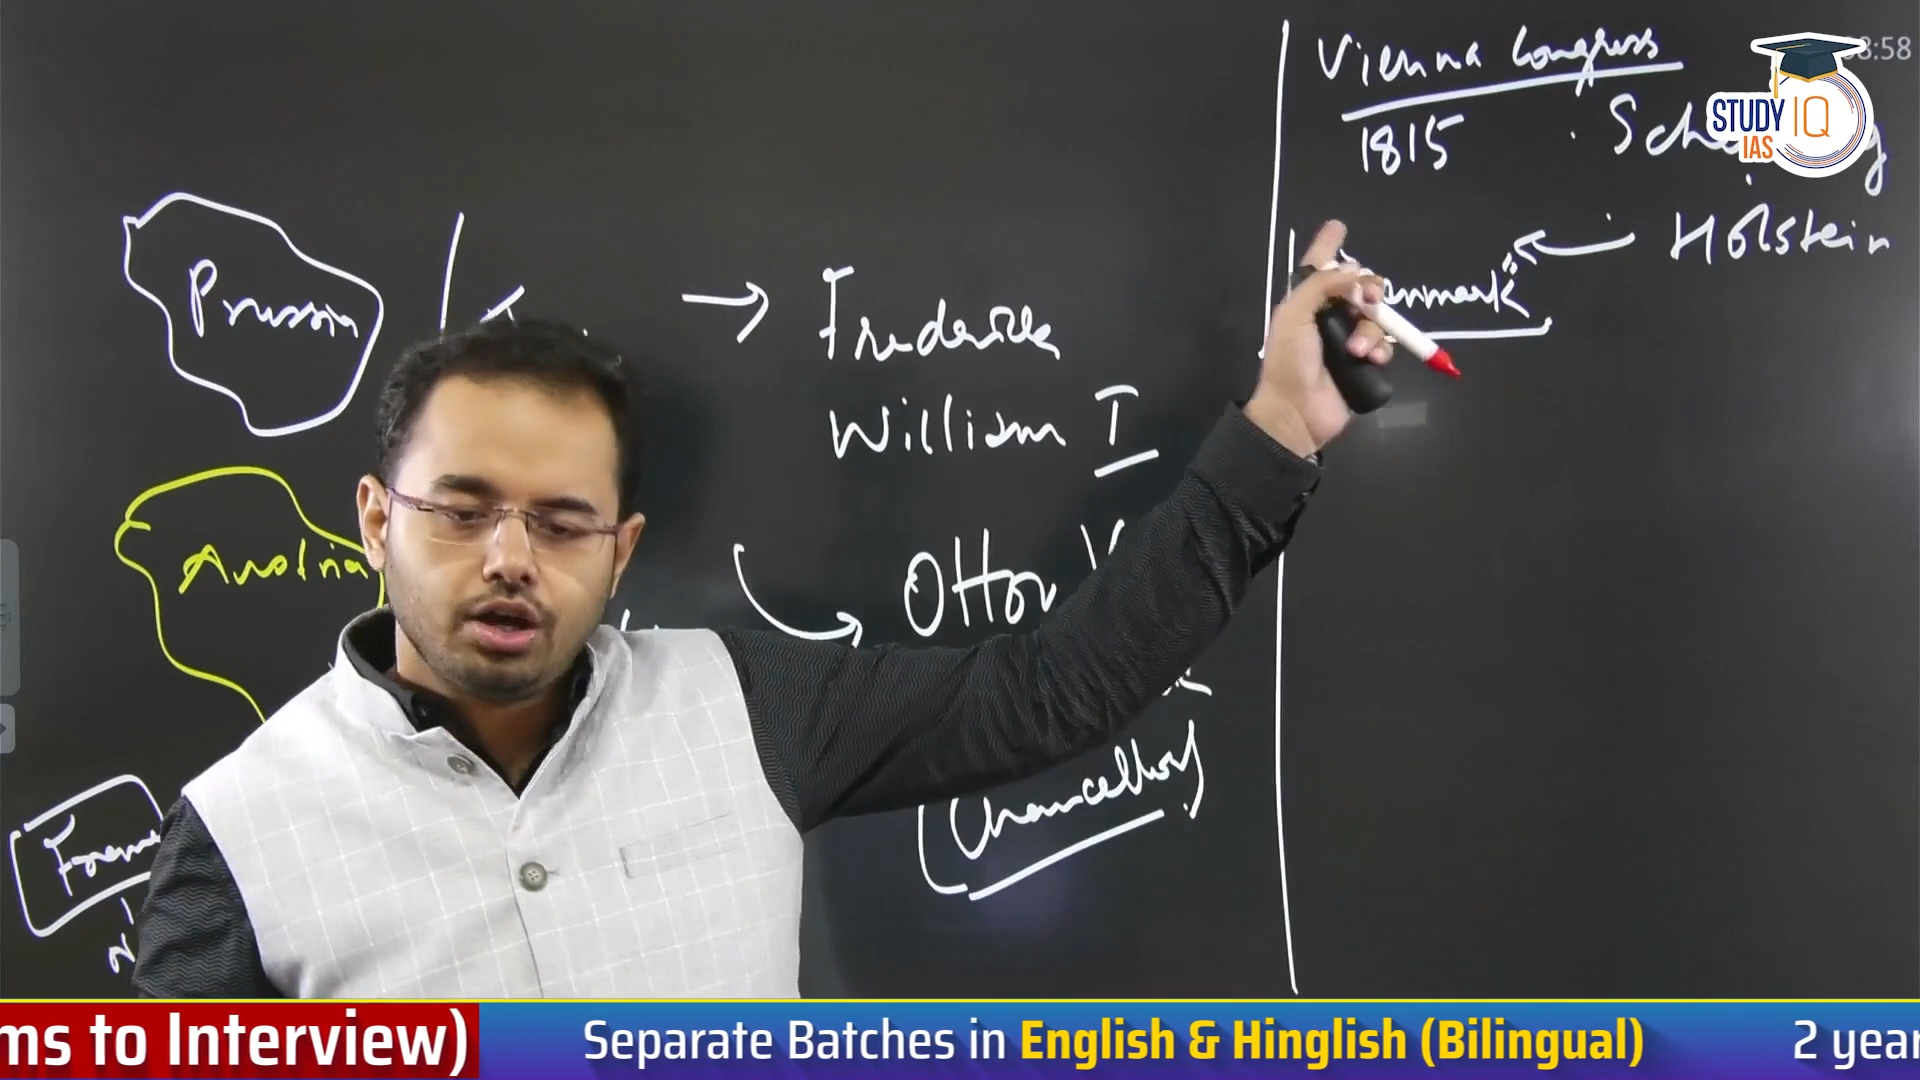 Vienna Congress
1815
Holstein
Prussia
→ Frederick
William I
Austria
Otto
(Chancellor)
STUDY IQ
IAS
ms to Interview)
Separate Batches in English & Hinglish (Bilingual)
2 year